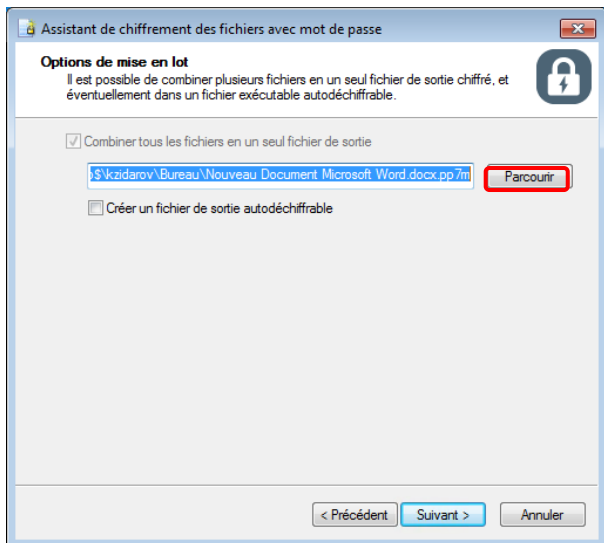 Assistant de chiffrement des fichiers avec mot de passe
Options de mise en lot
Il est possible de combiner plusieurs fichiers en un seul fichier de sortie chiffré, et
éventuellement dans un fichier exécutable autodéchiffrable.
Combiner tous les fichiers en un seul fichier de sortie
$\kzidarov\Bureau\Nouveau Document Microsoft Word.docx.pp7m Parcourir
Créer un fichier de sortie autodéchiffrable
< Précédent Suivant > Annuler